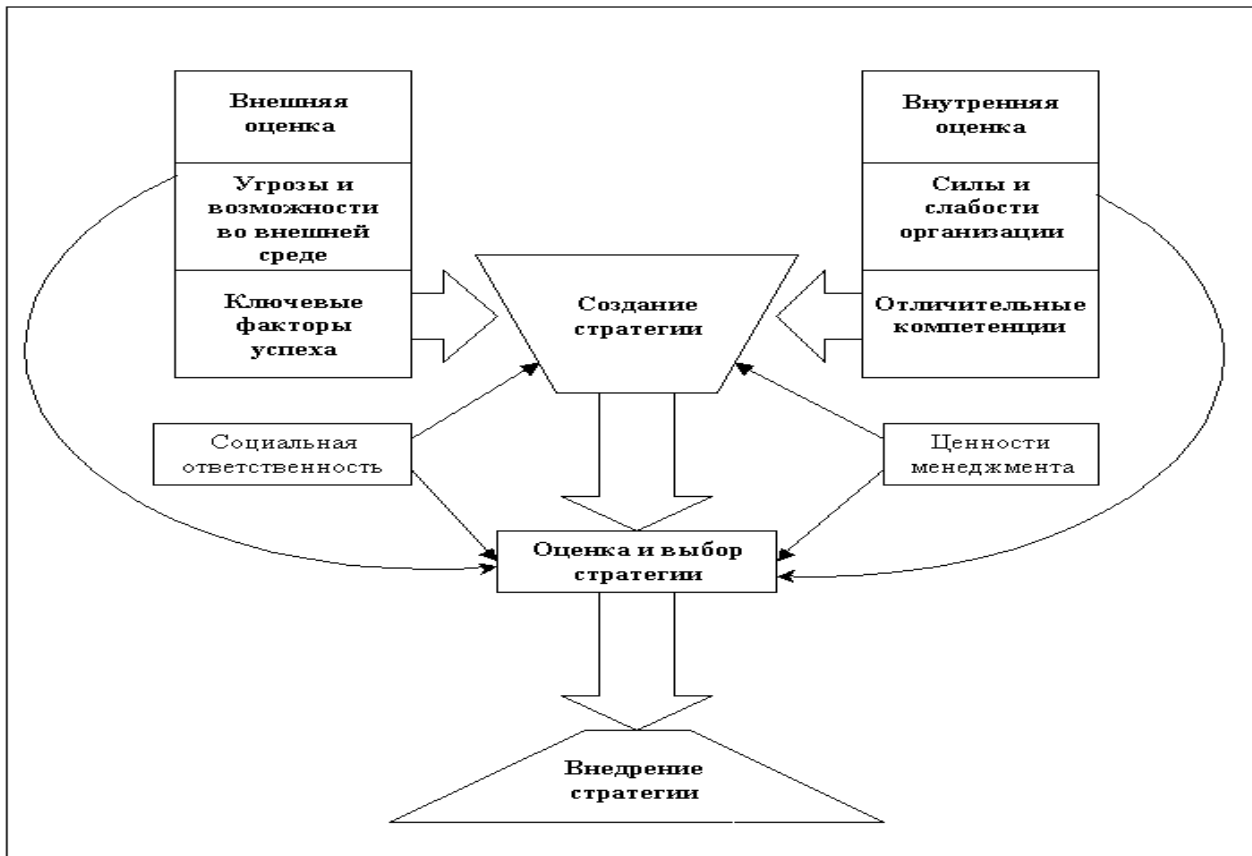 Внешняя
оценка
Угрозы и
возможности
во внешней
среде
Ключевые
факторы
успеха
Внутренняя
оценка
Силы и
слабости
организации
Отличительные
компетенции
Создание
стратегии
Социальная
ответственность
Ценности
менеджмента
Оценка и выбор
стратегии
Внедрение
стратегии